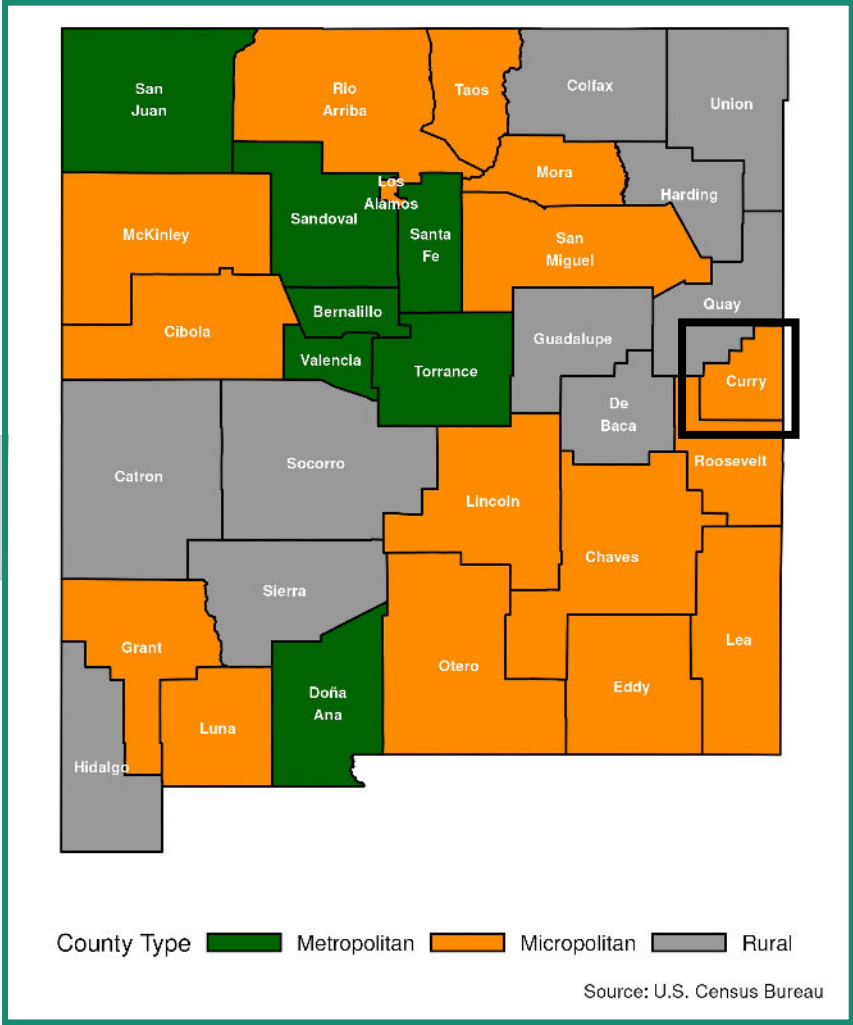 San
Juan
Rio
Arriba
Taos
Colfax
Union
Mora
Harding
Los
Alamos
McKinley
Sandoval
Santa
Fe
San
Miguel
Quay
Bernalillo
Cibola
Guadalupe
Valencia
Torrance
Curry
De
Baca
Roosevelt
Catron
Socorro
Lincoln
Chaves
Sierra
Grant
Otero
Lea
Eddy
Doña
Ana
Luna
Hidalgo
County Type Metropolitan Micropolitan Rural
Source: U.S. Census Bureau